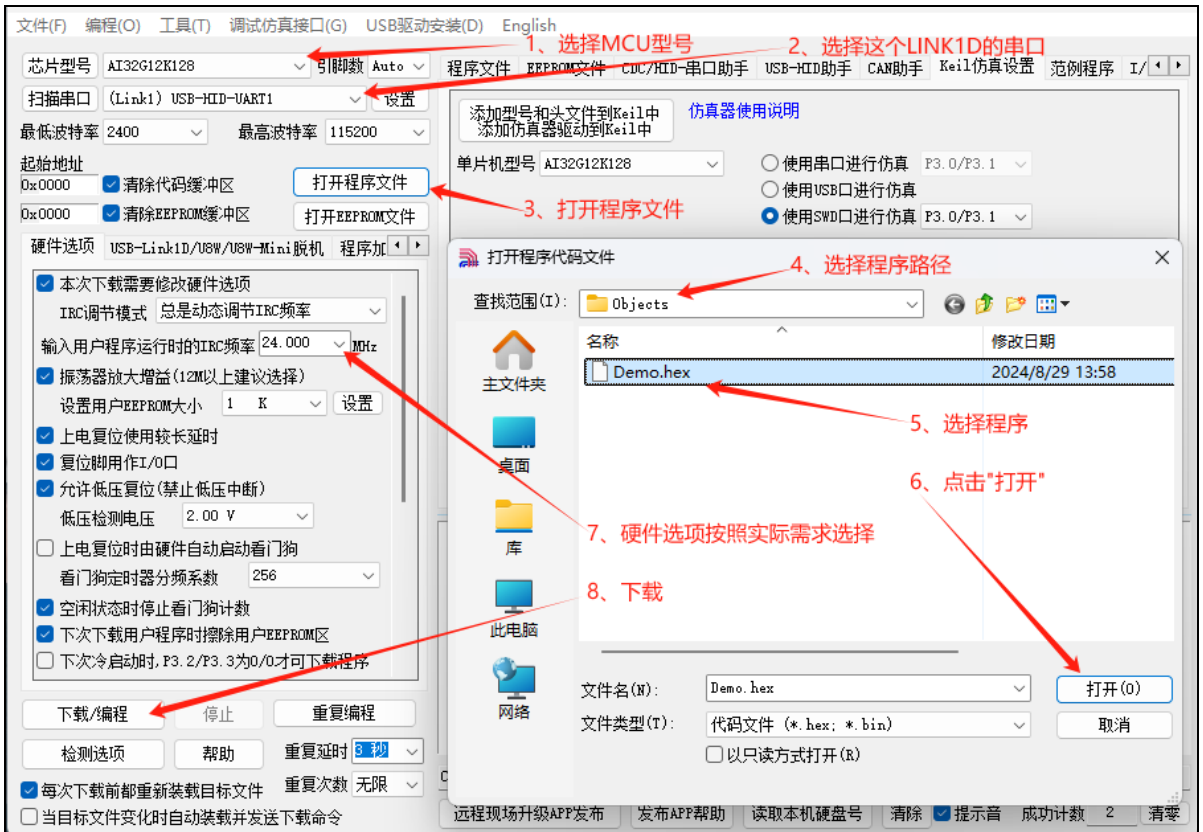 文件(F) 编程(O) 工具(T) 调试仿真接口(G) USB驱动安装(D) English
1、选择MCU型号
2、选择这个LINK1D的串口
芯片型号 AI32G12K128 引脚数 Auto
扫描串口 (Link1) USB-HID-UART1 设置
最低波特率 2400 最高波特率 115200
起始地址
0x0000 清除代码缓冲区 打开程序文件
0x0000 清除EEPROM缓冲区 打开EEPROM文件
3、打开程序文件
程序文件 EEPROM文件 CDC/HID-串口助手 USB-HID助手 CAN助手 Keil仿真设置 范例程序 I/
添加型号和头文件到Keil中
添加仿真器驱动到Keil中
仿真器使用说明
单片机型号 AI32G12K128
使用串口进行仿真 P3.0/P3.1
使用USB口进行仿真
使用SWD口进行仿真 P3.0/P3.1
硬件选项 USB-Link1D/U8W/U8W-Mini脱机 程序加
本次下载需要修改硬件选项
IRC调节模式 总是动态调节IRC频率
输入用户程序运行时的IRC频率 24.000 MHz
振荡器放大增益(12M以上建议选择)
设置用户EEPROM大小 1 K 设置
上电复位使用较长延时
复位脚用作I/O口
允许低压复位(禁止低压中断)
低压检测电压 2.00 V
上电复位时由硬件自动启动看门狗
看门狗定时器分频系数 256
空闲状态时停止看门狗计数
下次下载用户程序时擦除用户EEPROM区
下次冷启动时,P3.2/P3.3为0/0才可下载程序
下载/编程 停止 重复编程
检测选项 帮助 重复延时 3 秒
每次下载前都重新装载目标文件 重复次数 无限
当目标文件变化时自动装载并发送下载命令
打开程序代码文件
4、选择程序路径
查找范围(I): Objects
名称 修改日期
Demo.hex 2024/8/29 13:58
主文件夹
桌面
库
此电脑
网络
5、选择程序
6、点击"打开"
7、硬件选项按照实际需求选择
8、下载
文件名(N): Demo.hex 打开(O)
文件类型(T): 代码文件 (*.hex; *.bin) 取消
以只读方式打开(R)
远程现场升级APP发布 发布APP帮助 读取本机硬盘号 清除 提示音 成功计数 2 清零